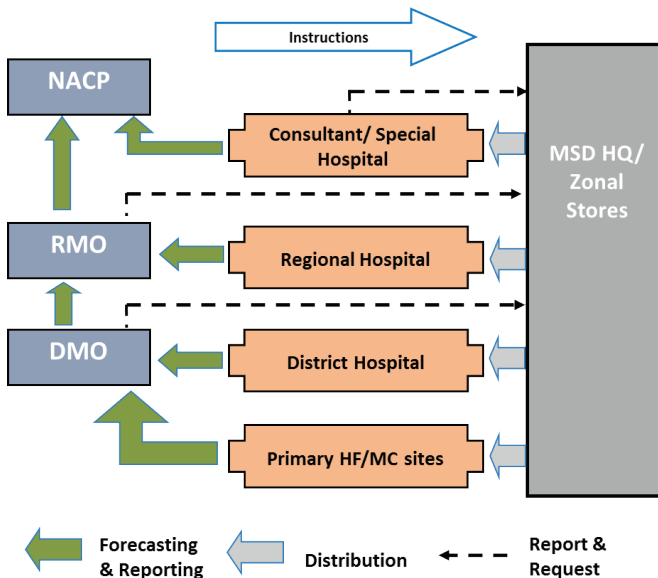 Instructions
NACP
Consultant/ Special
Hospital
MSD HQ/
Zonal
Stores
RMO
Regional Hospital
DMO
District Hospital
Primary HF/MC sites
Forecasting
& Reporting
Distribution
Report &
Request